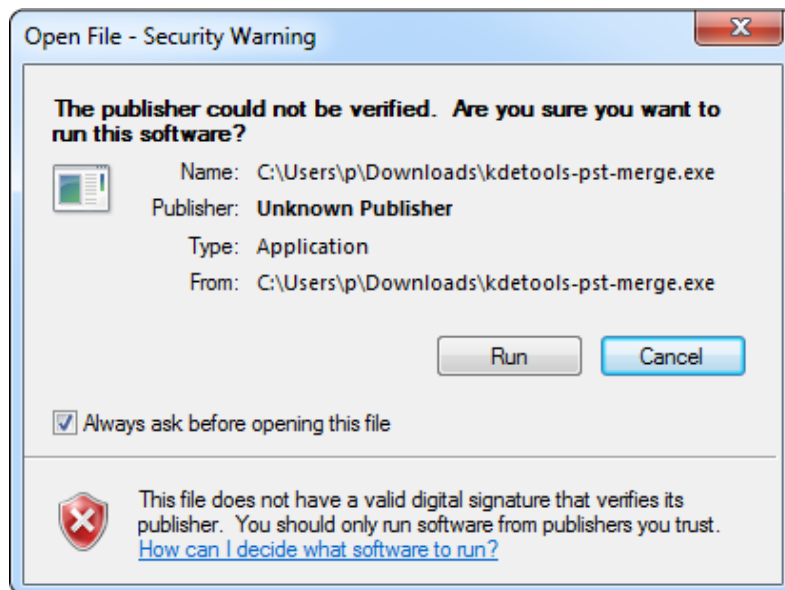 Open File - Security Warning
The publisher could not be verified.  Are you sure you want to
run this software?
Name: C:\Users\p\Downloads\kdetools-pst-merge.exe
Publisher: Unknown Publisher
Type: Application
From: C:\Users\p\Downloads\kdetools-pst-merge.exe
Run Cancel
Always ask before opening this file
This file does not have a valid digital signature that verifies its
publisher.  You should only run software from publishers you trust.
How can I decide what software to run?